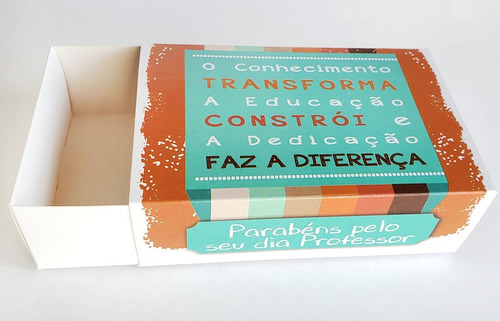 O Conhecimento
TRANSFORMA
A Educação
CONSTRÓI e
A Dedicação
FAZ A DIFERENÇA
Parabéns pelo
seu dia Professor